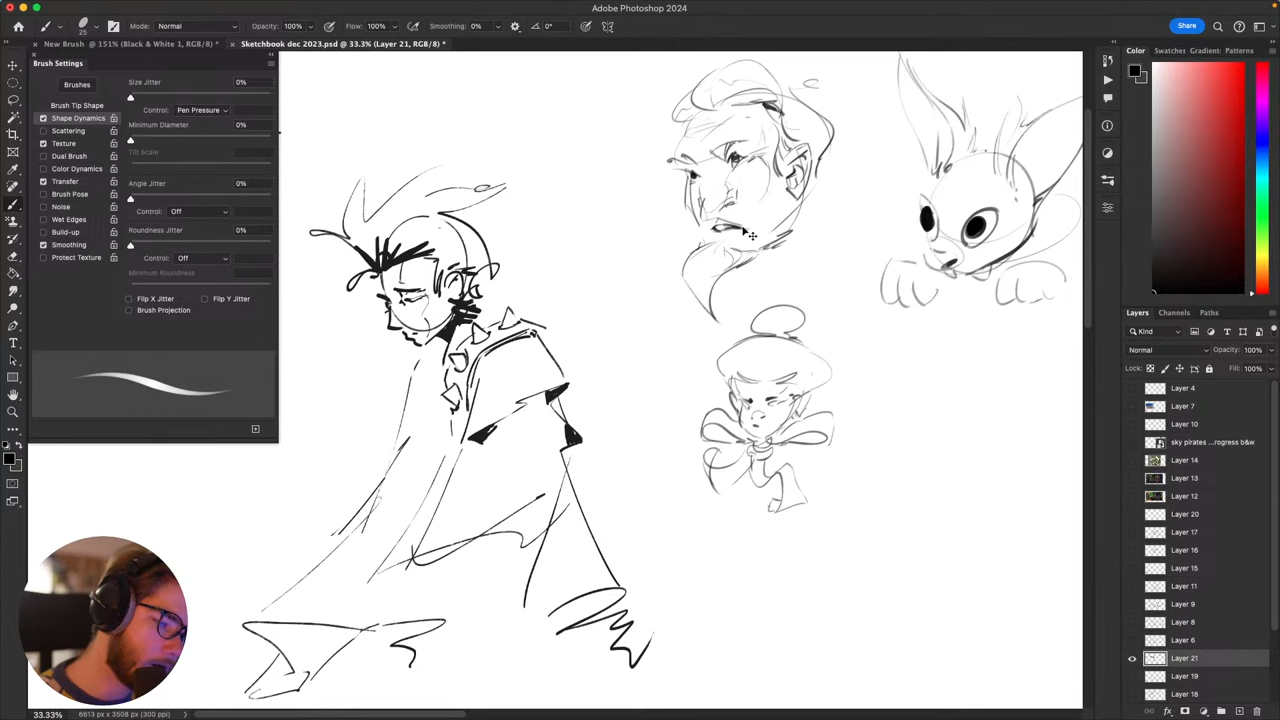 Adobe Photoshop 2024
25
Mode: Normal
Opacity: 100%
Flow: 100%
Smoothing: 0%
0°
Share
New Brush @ 151% (Black & White 1, RGB/8) *
Sketchbook dec 2023.psd @ 33.3% (Layer 21, RGB/8) *
Brush Settings
Brushes
Brush Tip Shape
Shape Dynamics
Scattering
Texture
Dual Brush
Color Dynamics
Transfer
Brush Pose
Noise
Wet Edges
Build-up
Smoothing
Protect Texture
Size Jitter
0%
Control: Pen Pressure
Minimum Diameter
0%
Tilt Scale
Angle Jitter
0%
Control: Off
Roundness Jitter
0%
Control: Off
Minimum Roundness
Flip X Jitter
Flip Y Jitter
Brush Projection
Color
Swatches
Gradient:
Patterns
Layers
Channels
Paths
Kind
Normal
Opacity: 100%
Lock:
Fill: 100%
Layer 4
Layer 7
Layer 10
sky pirates ...rogress b&w
Layer 14
Layer 13
Layer 12
Layer 20
Layer 17
Layer 16
Layer 15
Layer 11
Layer 9
Layer 8
Layer 6
Layer 21
Layer 19
Layer 18
33.33%
6613 px x 3508 px (300 ppi)